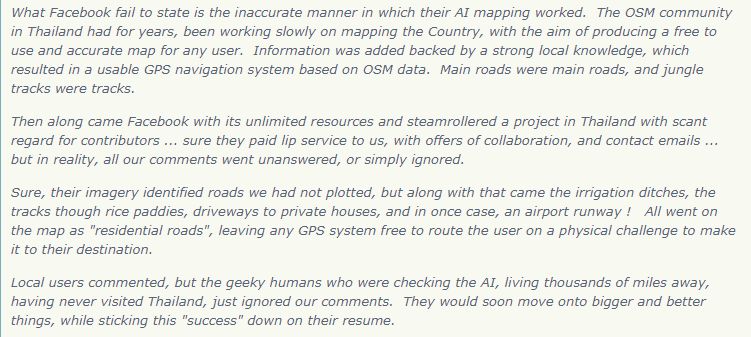 What Facebook fail to state is the inaccurate manner in which their AI mapping worked.  The OSM community
in Thailand had for years, been working slowly on mapping the Country, with the aim of producing a free to
use and accurate map for any user.  Information was added backed by a strong local knowledge, which
resulted in a usable GPS navigation system based on OSM data.  Main roads were main roads, and jungle
tracks were tracks.
Then along came Facebook with its unlimited resources and steamrollered a project in Thailand with scant
regard for contributors ... sure they paid lip service to us, with offers of collaboration, and contact emails ...
but in reality, all our comments went unanswered, or simply ignored.
Sure, their imagery identified roads we had not plotted, but along with that came the irrigation ditches, the
tracks though rice paddies, driveways to private houses, and in once case, an airport runway !   All went on
the map as "residential roads", leaving any GPS system free to route the user on a physical challenge to make
it to their destination.
Local users commented, but the geeky humans who were checking the AI, living thousands of miles away,
having never visited Thailand, just ignored our comments.  They would soon move onto bigger and better
things, while sticking this "success" down on their resume.